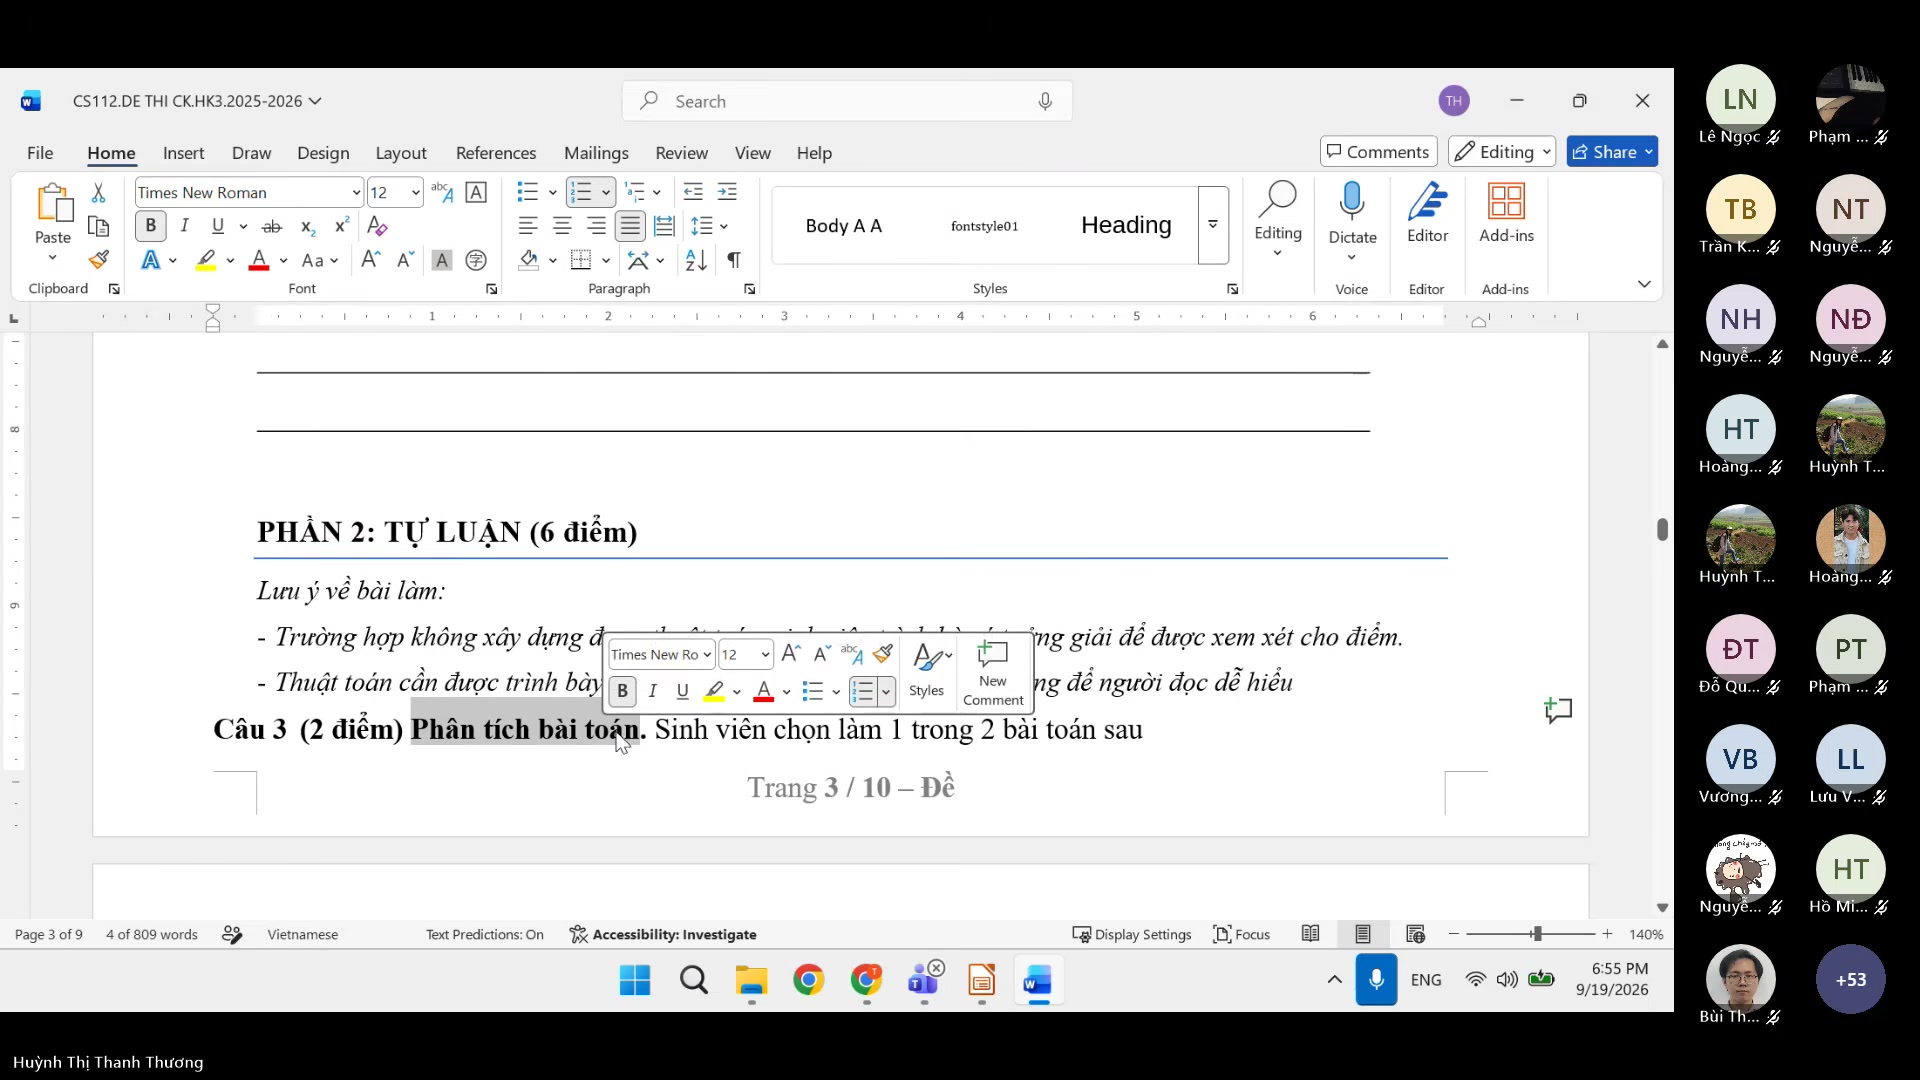 CS112.DE THI CK.HK3.2025-2026
Search
TH
File Home Insert Draw Design Layout References Mailings Review View Help
Comments Editing Share
Paste
Times New Roman 12
Body A A
fontstyle01
Heading
Editing
Dictate
Editor
Add-ins
Clipboard Font Paragraph Styles Voice Editor Add-ins
1 2 3 4 5 6
8
9
PHẦN 2: TỰ LUẬN (6 điểm)
Lưu ý về bài làm:
- Trường hợp không xây dựng giải để được xem xét cho điểm.
- Thuật toán cần được trình bày để người đọc dễ hiểu
Times New Ro 12
Styles
New
Comment
Câu 3 (2 điểm) Phân tích bài toán. Sinh viên chọn làm 1 trong 2 bài toán sau
Trang 3 / 10 – Đề
Page 3 of 9 4 of 809 words Vietnamese Text Predictions: On Accessibility: Investigate Display Settings Focus 140%
ENG
6:55 PM
9/19/2026
Huỳnh Thị Thanh Thương
LN
Lê Ngọc
Phạm ...
TB
Trần K...
NT
Nguyễ...
NH
Nguyễ...
NĐ
Nguyễ...
HT
Hoàng...
Huỳnh T...
Huỳnh T...
Hoàng...
ĐT
Đỗ Qu...
PT
Phạm ...
VB
Vương...
LL
Lưu V...
Nguyễ...
HT
Hồ Mi...
Bùi Th...
+53